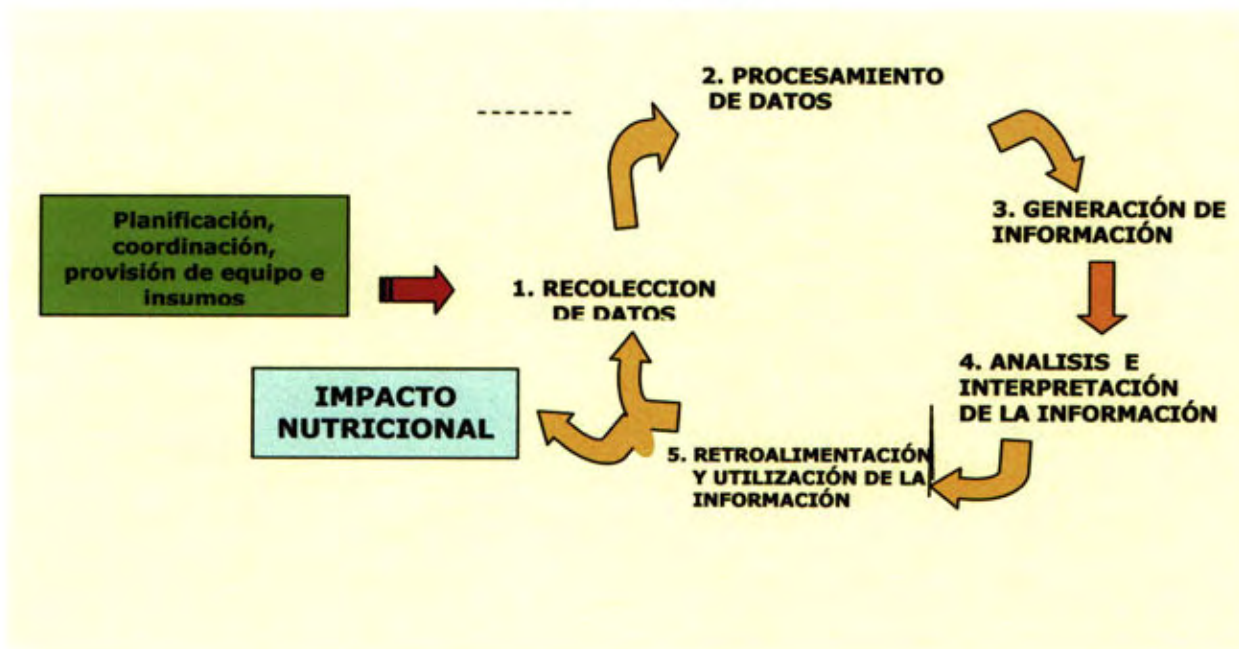 Planificación,
coordinación,
provisión de equipo e
insumos
1. RECOLECCION
DE DATOS
2. PROCESAMIENTO
DE DATOS
3. GENERACIÓN DE
INFORMACIÓN
4. ANALISIS E
INTERPRETACIÓN
DE LA INFORMACIÓN
5. RETROALIMENTACIÓN
Y UTILIZACIÓN DE LA
INFORMACIÓN
IMPACTO
NUTRICIONAL